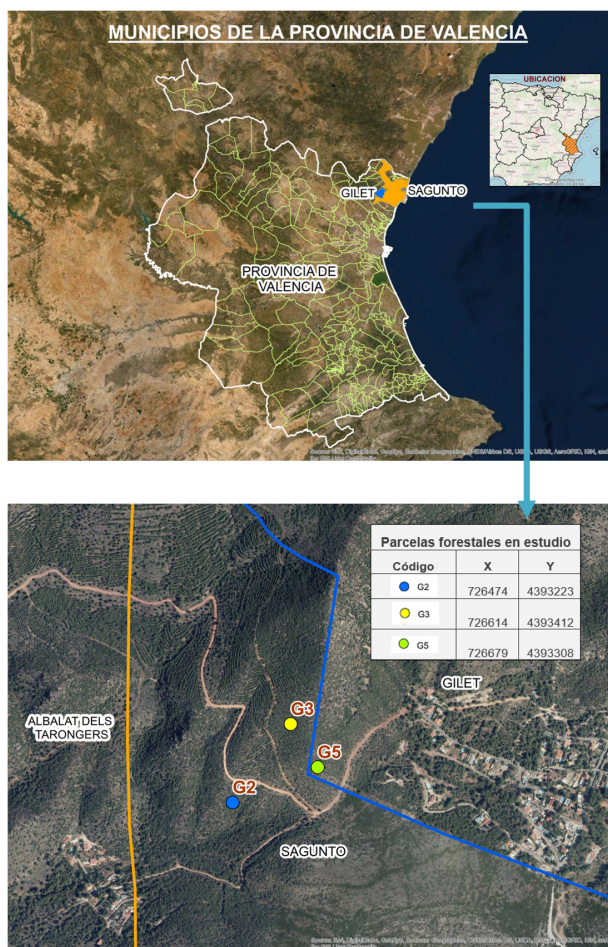 MUNICIPIOS DE LA PROVINCIA DE VALENCIA
UBICACION
GILET
SAGUNTO
PROVINCIA DE
VALENCIA
Parcelas forestales en estudio
Código X Y
G2 726474 4393223
G3 726614 4393412
G5 726679 4393308
GILET
G3
ALBALAT DELS
TARONGERS
G5
G2
SAGUNTO